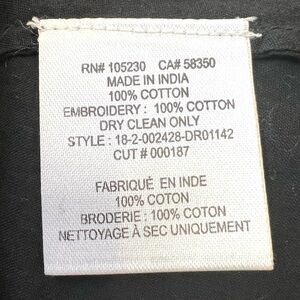 RN# 105230 CA# 58350
MADE IN INDIA
100% COTTON
EMBROIDERY: 100% COTTON
DRY CLEAN ONLY
STYLE : 18-2-002428-DR01142
CUT # 000187
FABRIQUÉ EN INDE
100% COTON
BRODERIE : 100% COTON
NETTOYAGE À SEC UNIQUEMENT